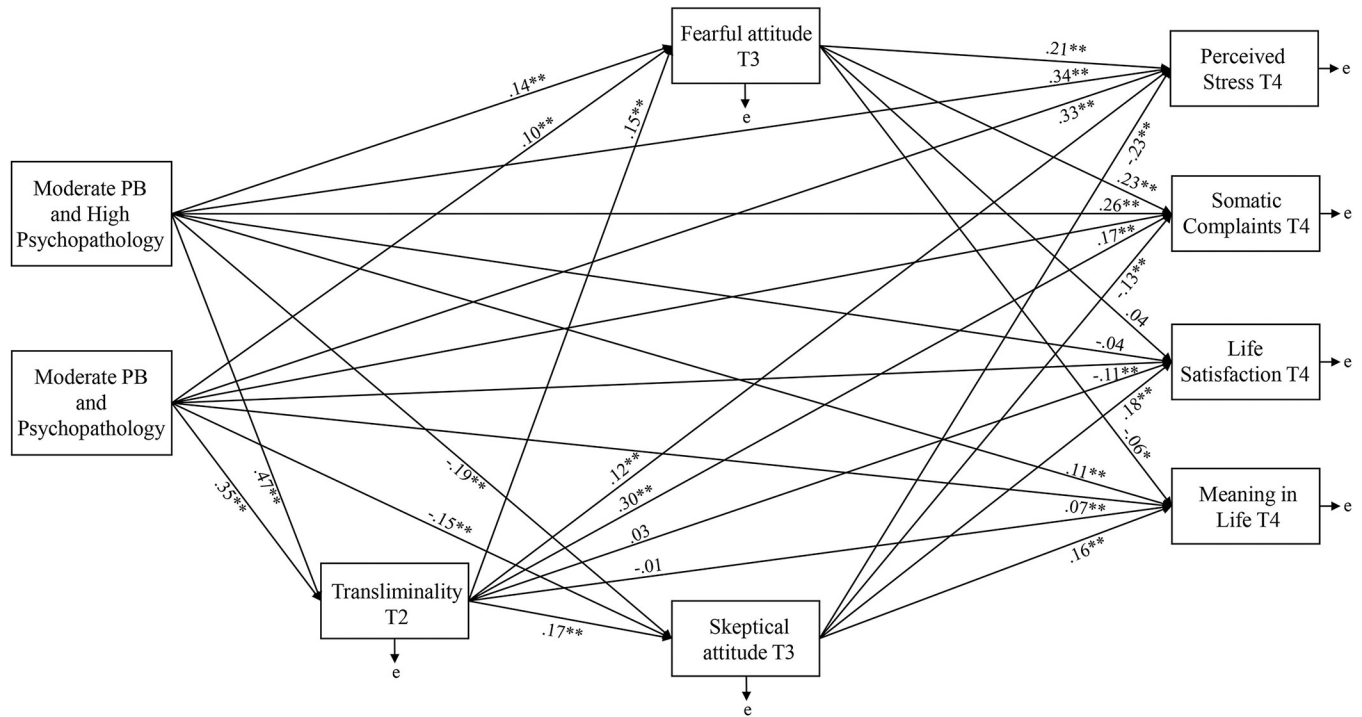 Fearful attitude
T3
e
Perceived
Stress T4
e
Moderate PB
and High
Psychopathology
Somatic
Complaints T4
e
Moderate PB
and
Psychopathology
Life
Satisfaction T4
e
Meaning in
Life T4
e
Transliminality
T2
e
Skeptical
attitude T3
e
.14**
.10**
.15**
.21**
.34**
.33**
-.23**
.23**
.26**
.17**
-.13**
.04
-.04
-.11**
.18**
-.06*
.11**
.07**
.16**
-.19**
.47**
.35**
-.15**
.12**
.30**
.03
-.01
.17**